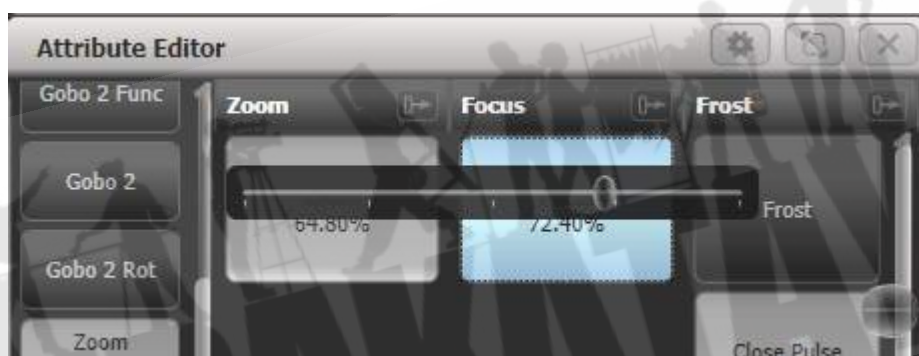 Attribute Editor
Gobo 2 Func
Gobo 2
Gobo 2 Rot
Zoom
Zoom
64.80%
Focus
72.40%
Frost
Frost
Close Pulse